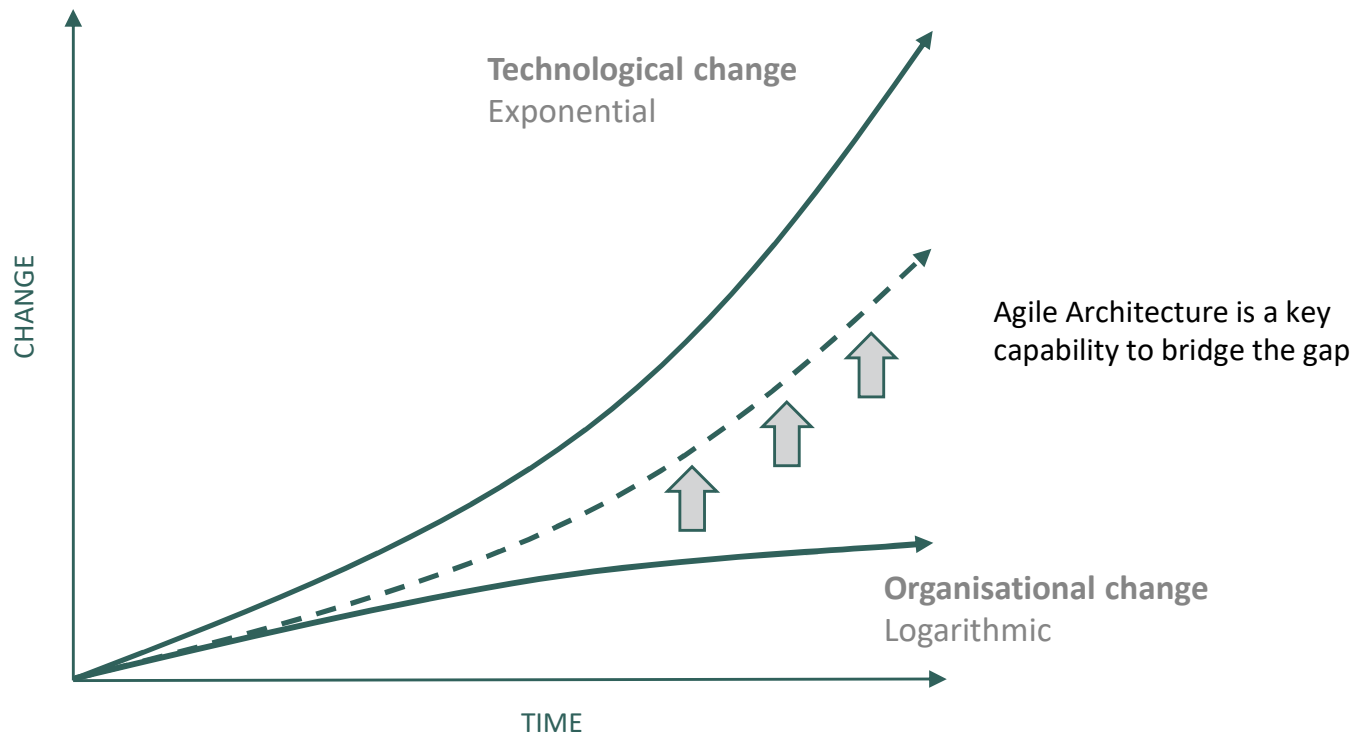 Technological change
Exponential
CHANGE
Agile Architecture is a key
capability to bridge the gap
Organisational change
Logarithmic
TIME